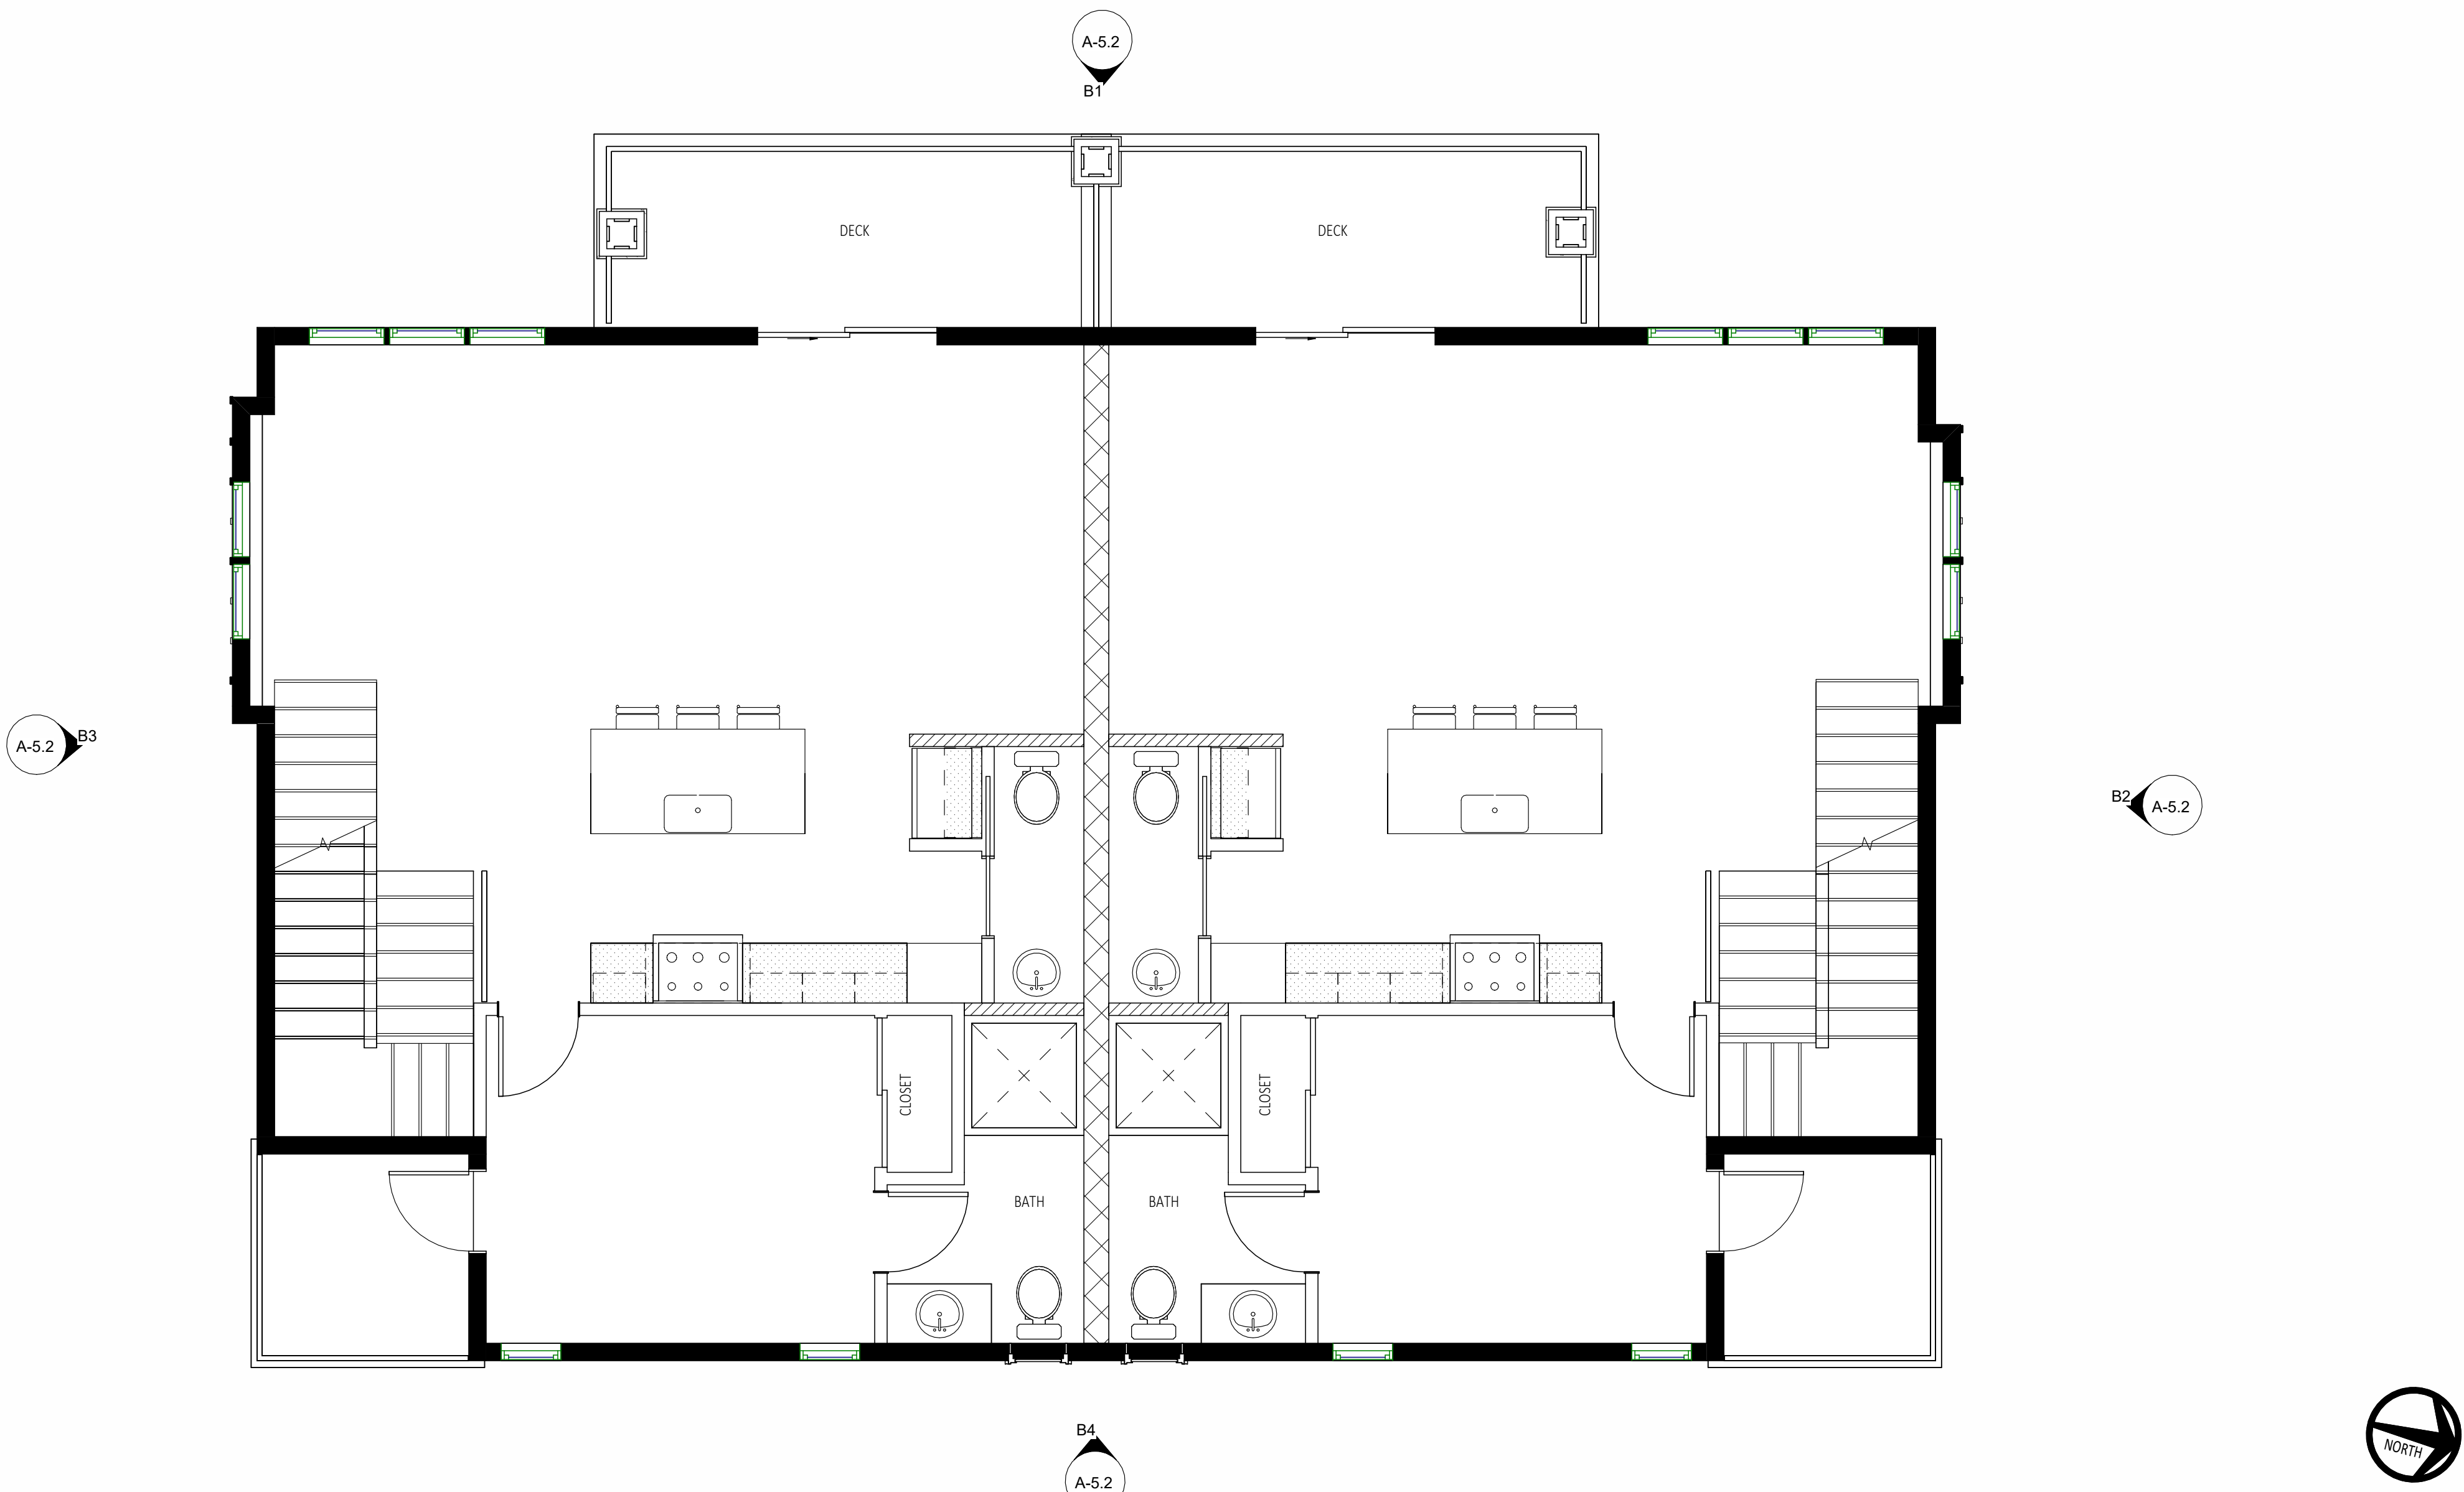 A-5.2
B1
DECK
DECK
B3
A-5.2
B2
A-5.2
CLOSET
CLOSET
BATH
BATH
B4
A-5.2
NORTH